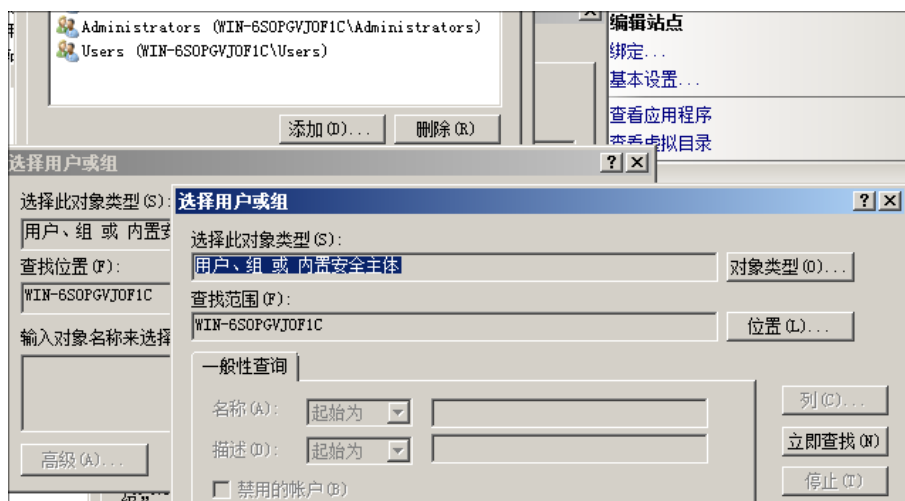 Administrators (WIN-6SOPGVJOF1C\Administrators)
Users (WIN-6SOPGVJOF1C\Users)
添加(D)...
删除(R)
编辑站点
绑定...
基本设置...
查看应用程序
查看虚拟目录
选择用户或组
选择此对象类型(S):
用户、组 或 内置安
查找位置(F):
WIN-6SOPGVJOF1C
输入对象名称来选择
高级(A)...
选择用户或组
选择此对象类型(S):
用户、组 或 内置安全主体
对象类型(O)...
查找范围(F):
WIN-6SOPGVJOF1C
位置(L)...
一般性查询
名称(A):
起始为
描述(D):
起始为
禁用的帐户(B)
列(C)...
立即查找(N)
停止(T)